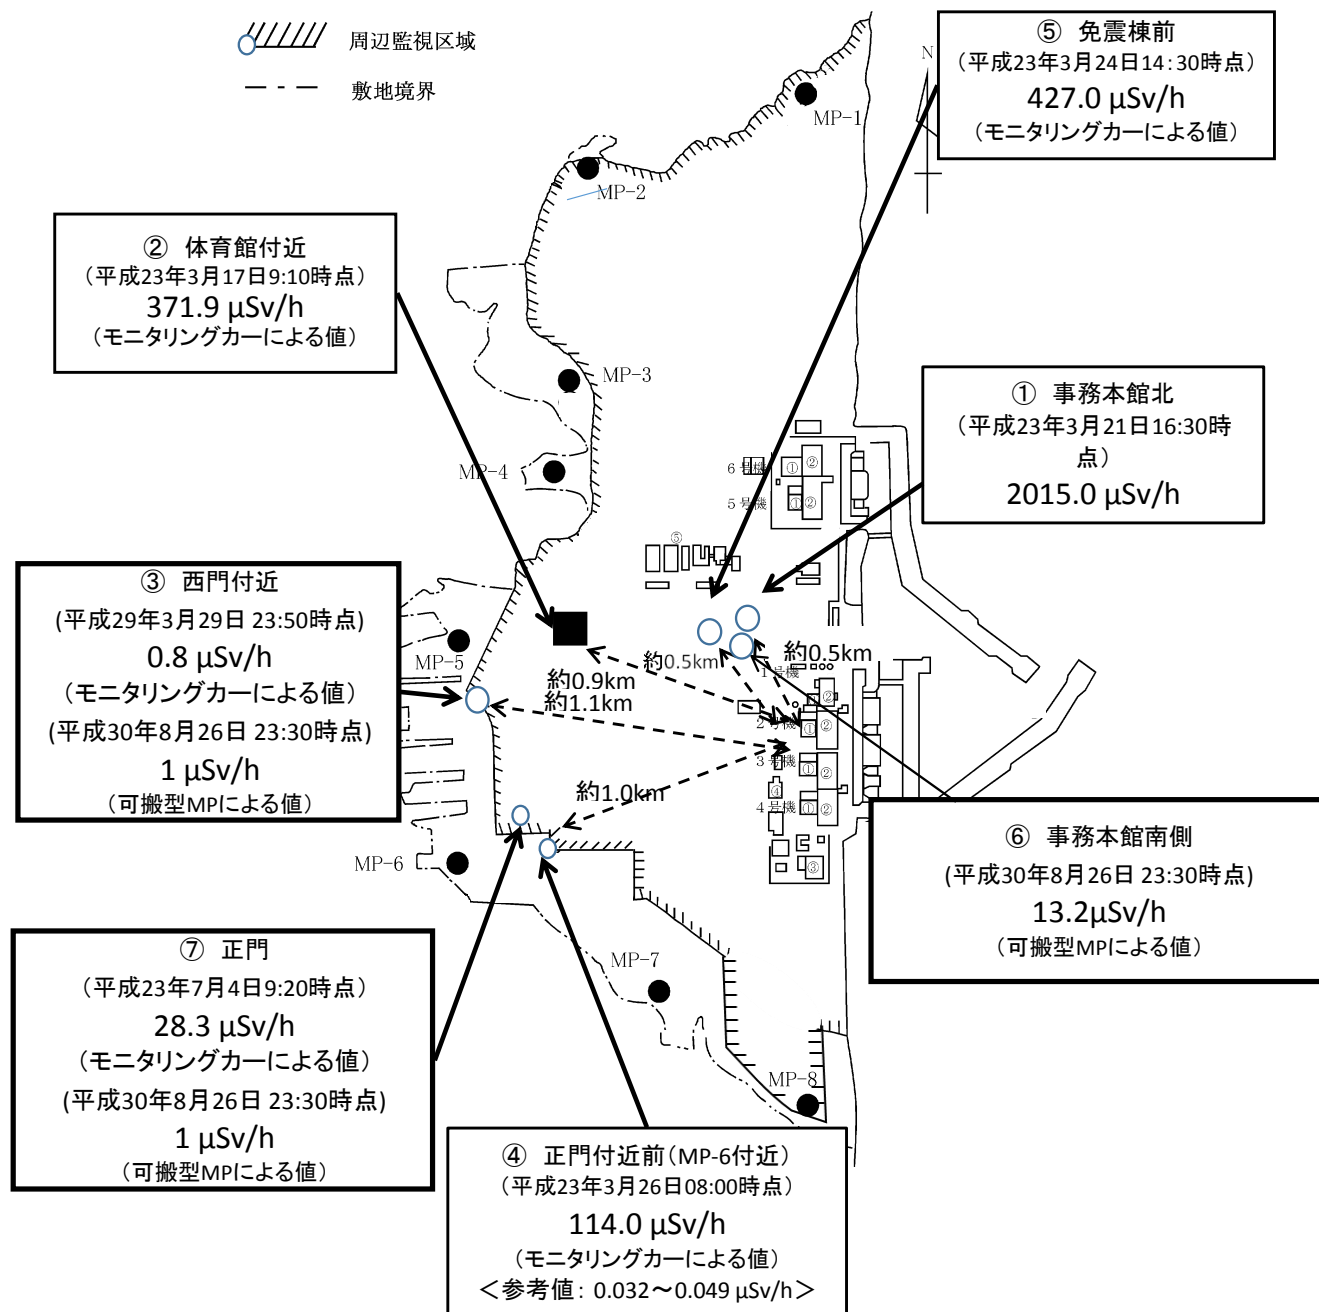 周辺監視区域
敷地境界
⑤ 免震棟前
(平成23年3月24日14:30時点)
427.0 μSv/h
(モニタリングカーによる値)
N
MP-1
MP-2
② 体育館付近
(平成23年3月17日9:10時点)
371.9 μSv/h
(モニタリングカーによる値)
MP-3
① 事務本館北
(平成23年3月21日16:30時
点)
2015.0 μSv/h
MP-4
6号機
①
②
5号機
①
②
⑤
③ 西門付近
(平成29年3月29日 23:50時点)
0.8 μSv/h
(モニタリングカーによる値)
(平成30年8月26日 23:30時点)
1 μSv/h
(可搬型MPによる値)
MP-5
約0.5km
約0.5km
約0.9km
約1.1km
1号機
②
2号機
①
②
3号機
①
②
④
4号機
①
②
③
約1.0km
MP-6
⑥ 事務本館南側
(平成30年8月26日 23:30時点)
13.2μSv/h
(可搬型MPによる値)
⑦ 正門
(平成23年7月4日9:20時点)
28.3 μSv/h
(モニタリングカーによる値)
(平成30年8月26日 23:30時点)
1 μSv/h
(可搬型MPによる値)
MP-7
MP-8
④ 正門付近前(MP-6付近)
(平成23年3月26日08:00時点)
114.0 μSv/h
(モニタリングカーによる値)
<参考値: 0.032～0.049 μSv/h>